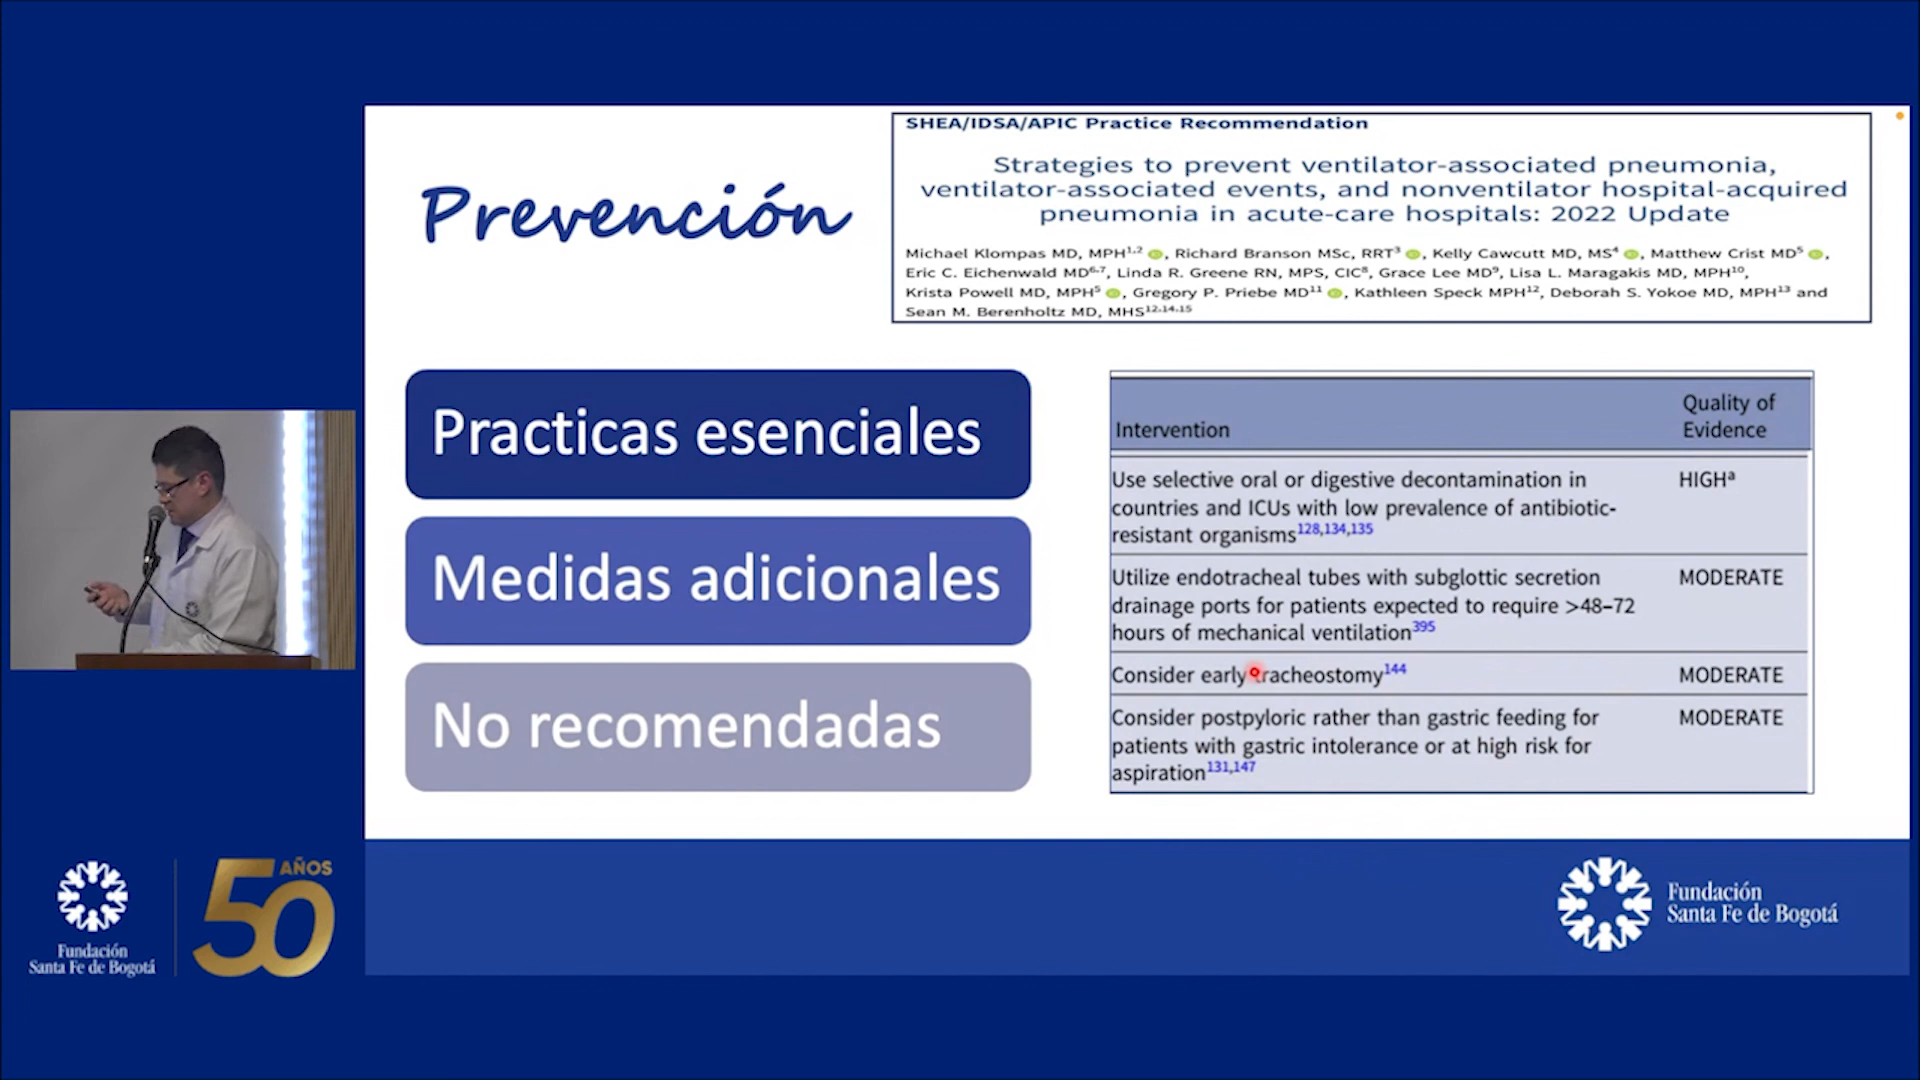 Prevención
SHEA/IDSA/APIC Practice Recommendation
Strategies to prevent ventilator-associated pneumonia,
ventilator-associated events, and nonventilator hospital-acquired
pneumonia in acute-care hospitals: 2022 Update
Michael Klompas MD, MPH1,2, Richard Branson MSc, RRT3, Kelly Cawcutt MD, MS4, Matthew Crist MD5,
Eric C. Eichenwald MD6,7, Linda R. Greene RN, MPS, CIC8, Grace Lee MD9, Lisa L. Maragakis MD, MPH10,
Krista Powell MD, MPH5, Gregory P. Priebe MD11, Kathleen Speck MPH12, Deborah S. Yokoe MD, MPH13 and
Sean M. Berenholtz MD, MHS12,14,15
Practicas esenciales
Medidas adicionales
No recomendadas
Intervention
Quality of
Evidence
Use selective oral or digestive decontamination in
countries and ICUs with low prevalence of antibiotic-
resistant organisms128,134,135
HIGHa
Utilize endotracheal tubes with subglottic secretion
drainage ports for patients expected to require >48–72
hours of mechanical ventilation395
MODERATE
Consider early tracheostomy144
MODERATE
Consider postpyloric rather than gastric feeding for
patients with gastric intolerance or at high risk for
aspiration131,147
MODERATE
Fundación
Santa Fe de Bogotá
50 AÑOS
Fundación
Santa Fe de Bogotá